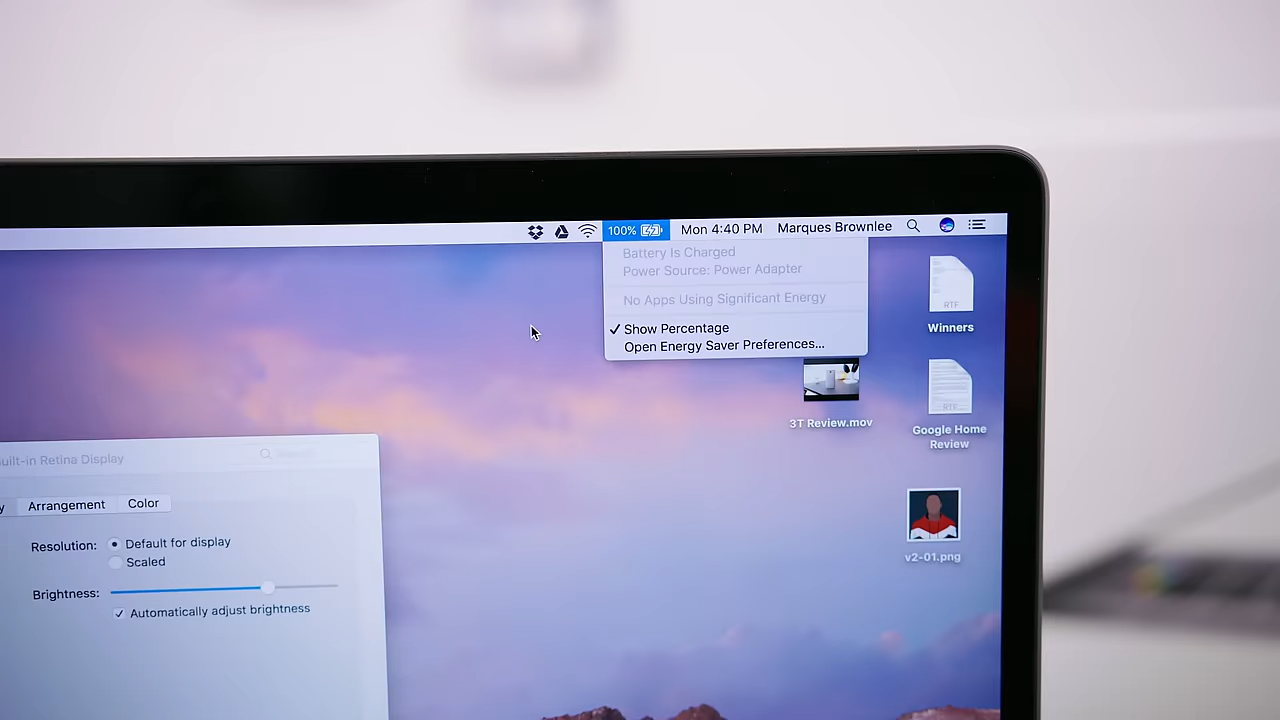 100% Mon 4:40 PM Marques Brownlee
Battery Is Charged
Power Source: Power Adapter
No Apps Using Significant Energy
Show Percentage
Open Energy Saver Preferences...
RTF
Winners
RTF
Google Home
Review
3T Review.mov
v2-01.png
uilt-in Retina Display
y Arrangement Color
Resolution: Default for display
Scaled
Brightness:
Automatically adjust brightness